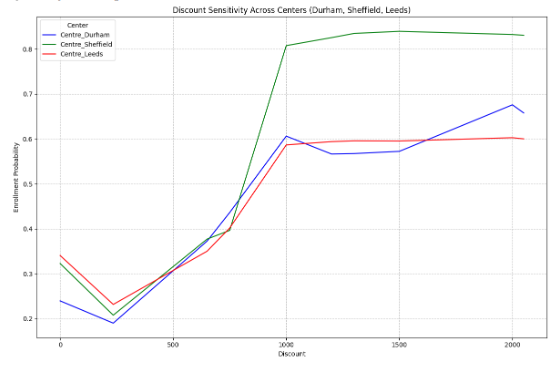 Discount Sensitivity Across Centers (Durham, Sheffield, Leeds)
Center
Centre_Durham
Centre_Sheffield
Centre_Leeds
Enrollment Probability
0.8
0.7
0.6
0.5
0.4
0.3
0.2
0
500
1000
1500
2000
Discount